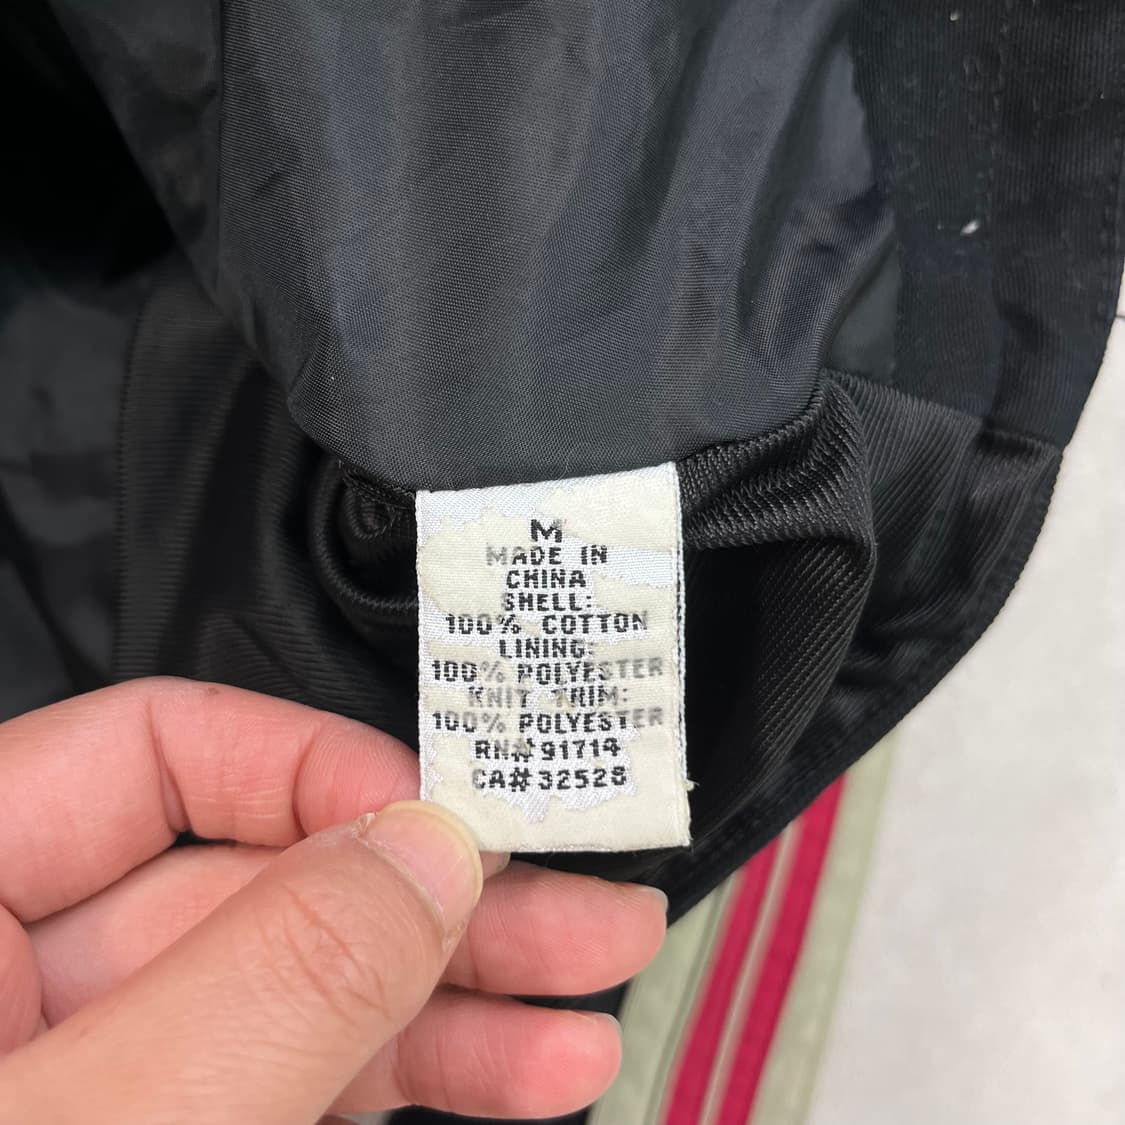 M
MADE IN
CHINA
SHELL:
100% COTTON
LINING:
100% POLYESTER
KNIT TRIM:
100% POLYESTER
RN#91714
CA#32528